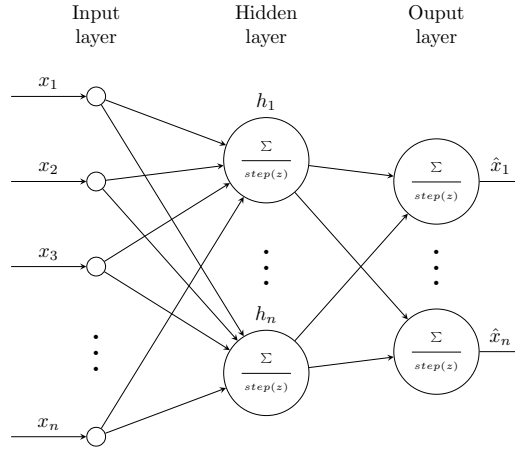 Input
layer
Hidden
layer
Ouput
layer
x₁
x₂
x₃
xₙ
h₁
Σ
step(z)
hₙ
Σ
step(z)
Σ
step(z)
x̂₁
Σ
step(z)
x̂ₙ